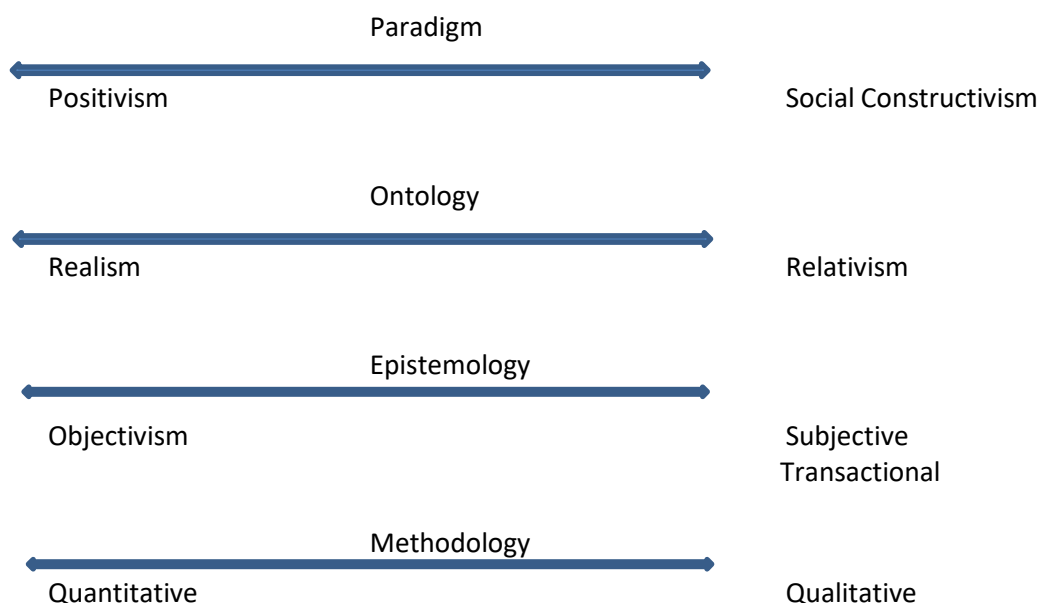 Paradigm
Positivism Social Constructivism
Ontology
Realism Relativism
Epistemology
Objectivism Subjective
Transactional
Methodology
Quantitative Qualitative